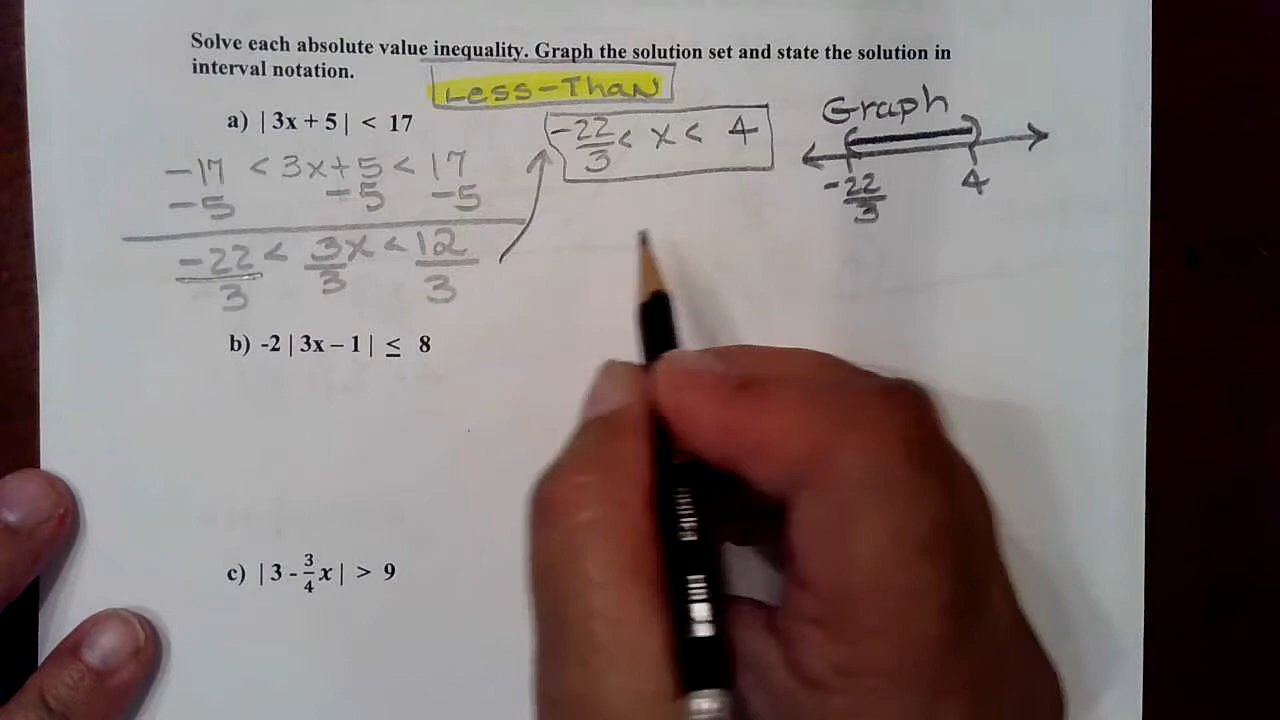 Solve each absolute value inequality. Graph the solution set and state the solution in
interval notation.
Less-Than
a) | 3x + 5 | < 17
-17 < 3x+5 < 17
-5 -5 -5
-22/3 < 3x/3 < 12/3
-22/3 < x < 4
Graph
-22/3 4
b) -2 | 3x – 1 | ≤ 8
c) | 3 - 3/4 x | > 9